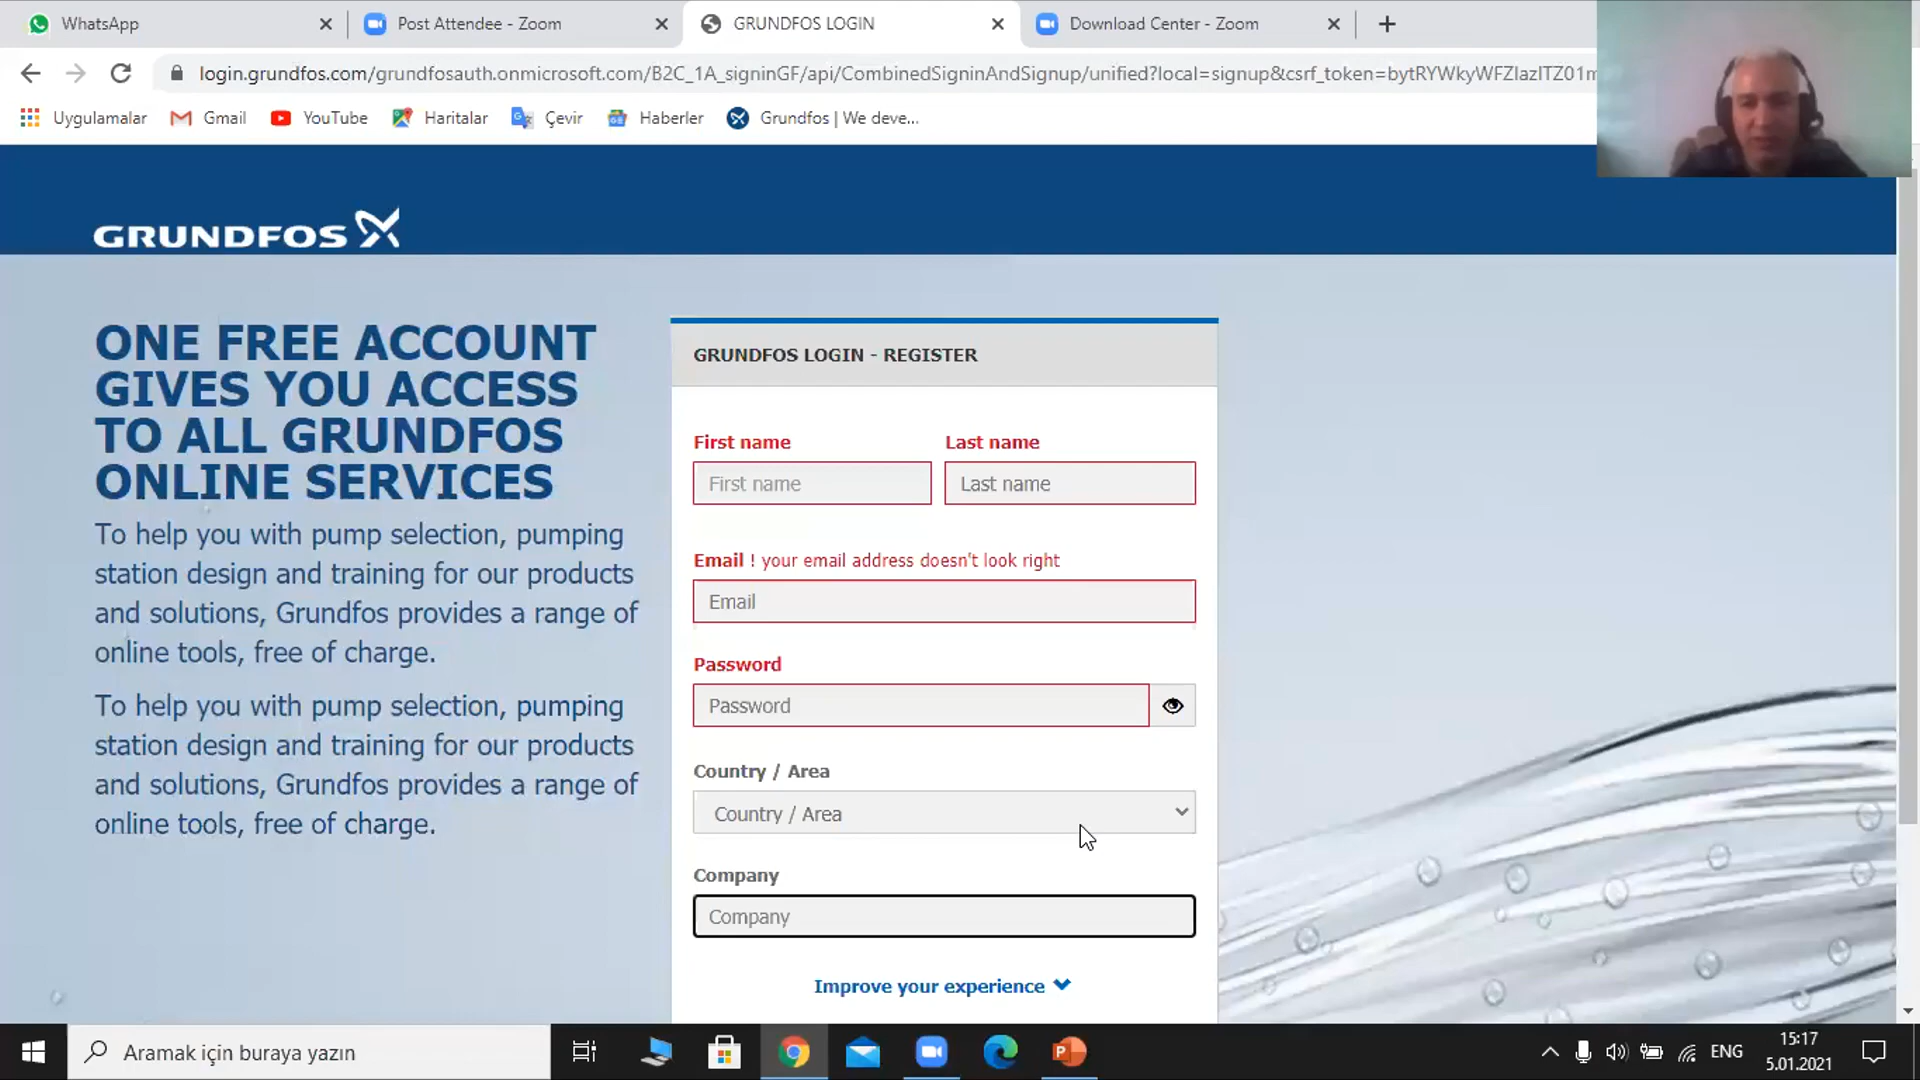 WhatsApp
Post Attendee - Zoom
GRUNDFOS LOGIN
Download Center - Zoom
login.grundfos.com/grundfosauth.onmicrosoft.com/B2C_1A_signinGF/api/CombinedSigninAndSignup/unified?local=signup&csrf_token=bytRYWkyWFZIazlTZ01n
Uygulamalar
Gmail
YouTube
Haritalar
Çevir
Haberler
Grundfos | We deve...
GRUNDFOS
ONE FREE ACCOUNT
GIVES YOU ACCESS
TO ALL GRUNDFOS
ONLINE SERVICES
To help you with pump selection, pumping
station design and training for our products
and solutions, Grundfos provides a range of
online tools, free of charge.
To help you with pump selection, pumping
station design and training for our products
and solutions, Grundfos provides a range of
online tools, free of charge.
GRUNDFOS LOGIN - REGISTER
First name
Last name
First name
Last name
Email ! your email address doesn't look right
Email
Password
Password
Country / Area
Country / Area
Company
Company
Improve your experience
Aramak için buraya yazın
ENG
15:17
5.01.2021